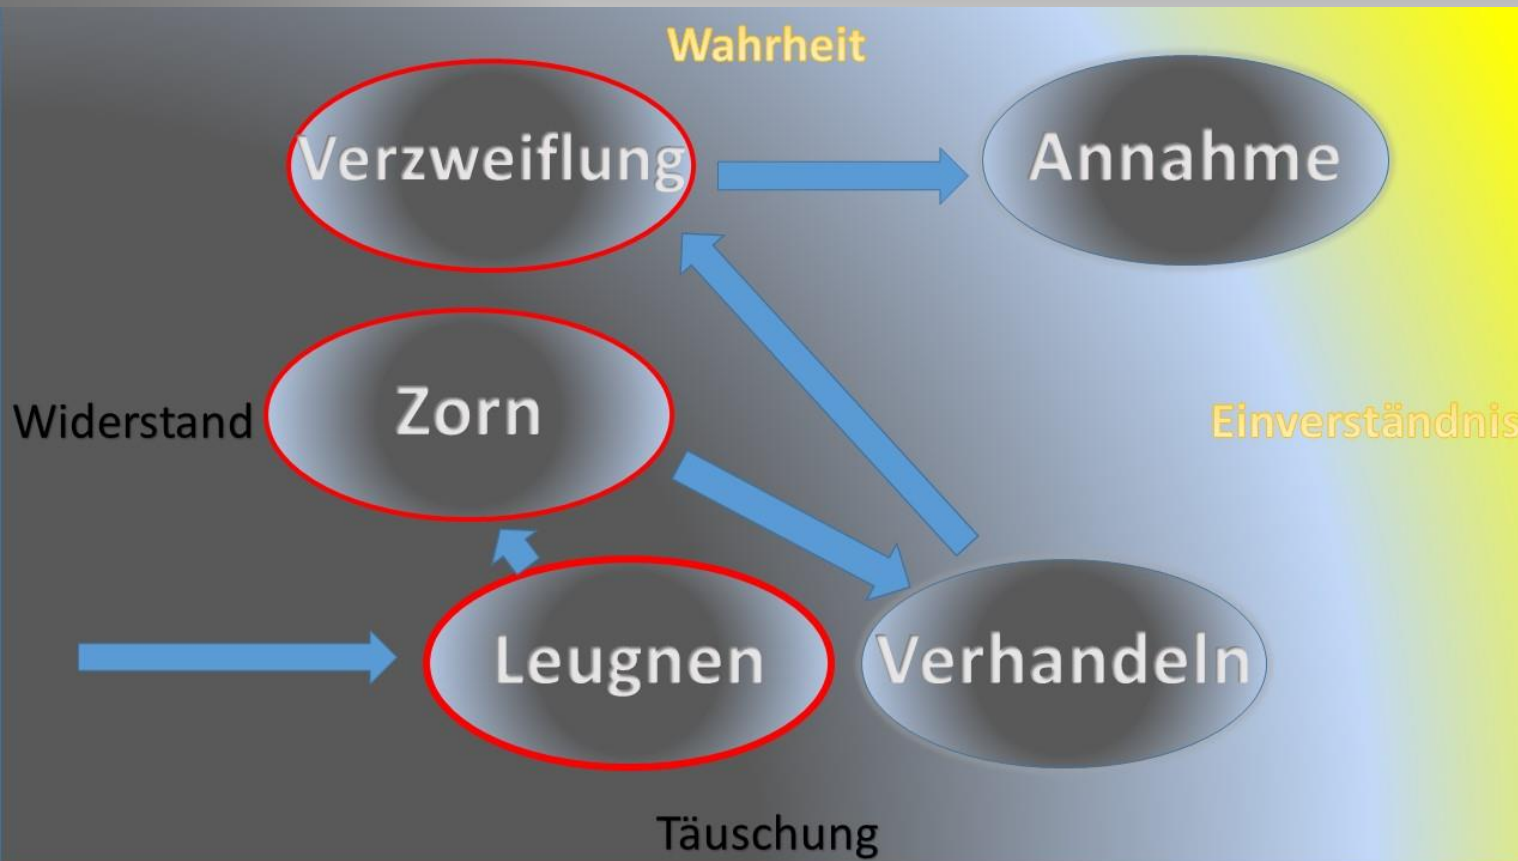 Wahrheit
Verzweiflung
Annahme
Zorn
Widerstand
Einverständnis
Leugnen
Verhandeln
Täuschung